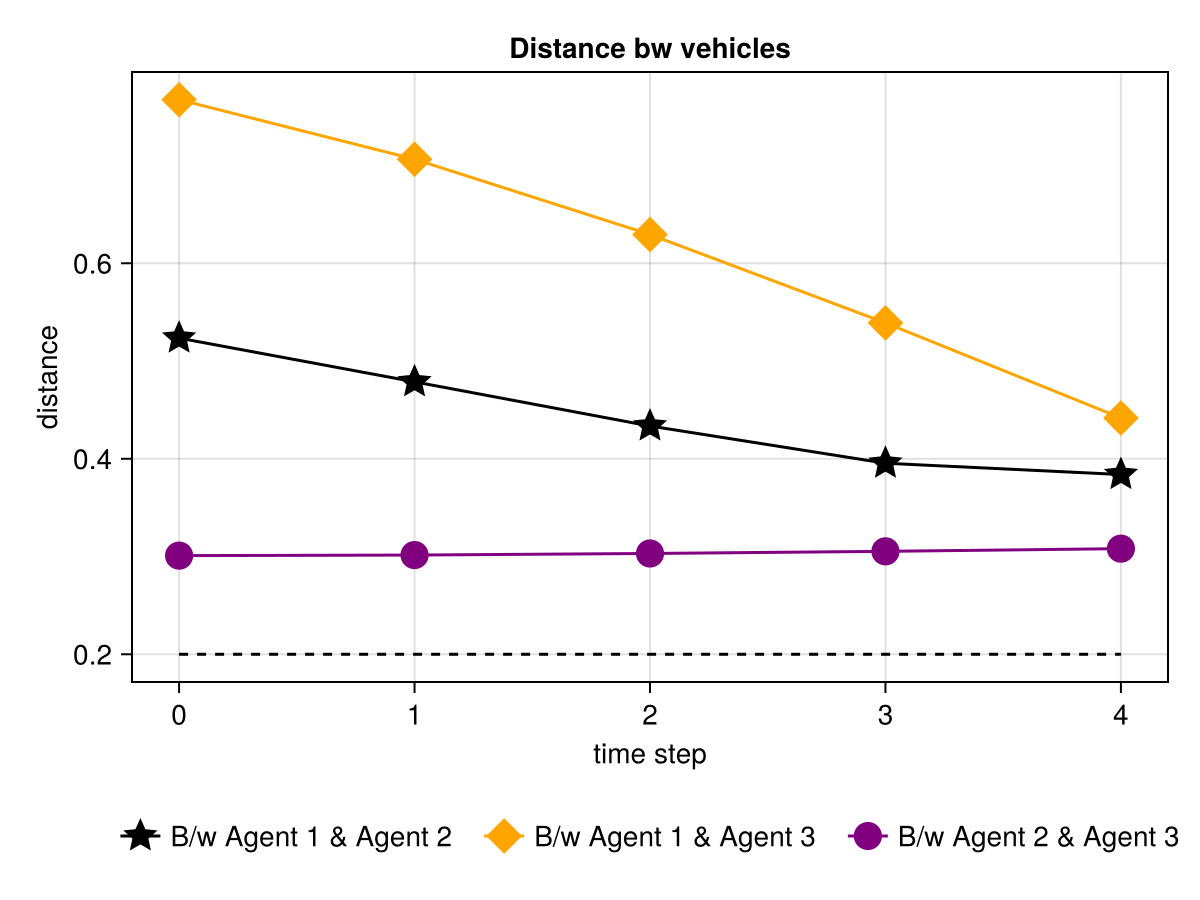 Distance bw vehicles
distance
0.6
0.4
0.2
0 1 2 3 4
time step
B/w Agent 1 & Agent 2 B/w Agent 1 & Agent 3 B/w Agent 2 & Agent 3